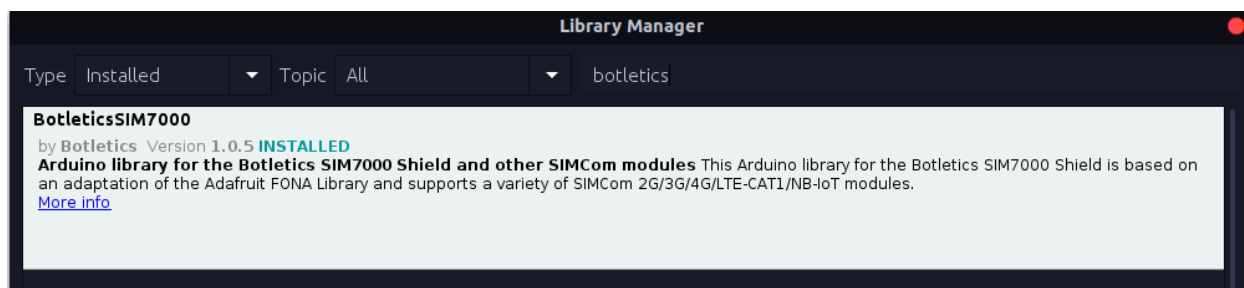 Library Manager
Type Installed Topic All botletics
BotleticsSIM7000
by Botletics Version 1.0.5 INSTALLED
Arduino library for the Botletics SIM7000 Shield and other SIMCom modules This Arduino library for the Botletics SIM7000 Shield is based on
an adaptation of the Adafruit FONA Library and supports a variety of SIMCom 2G/3G/4G/LTE-CAT1/NB-IoT modules.
More info